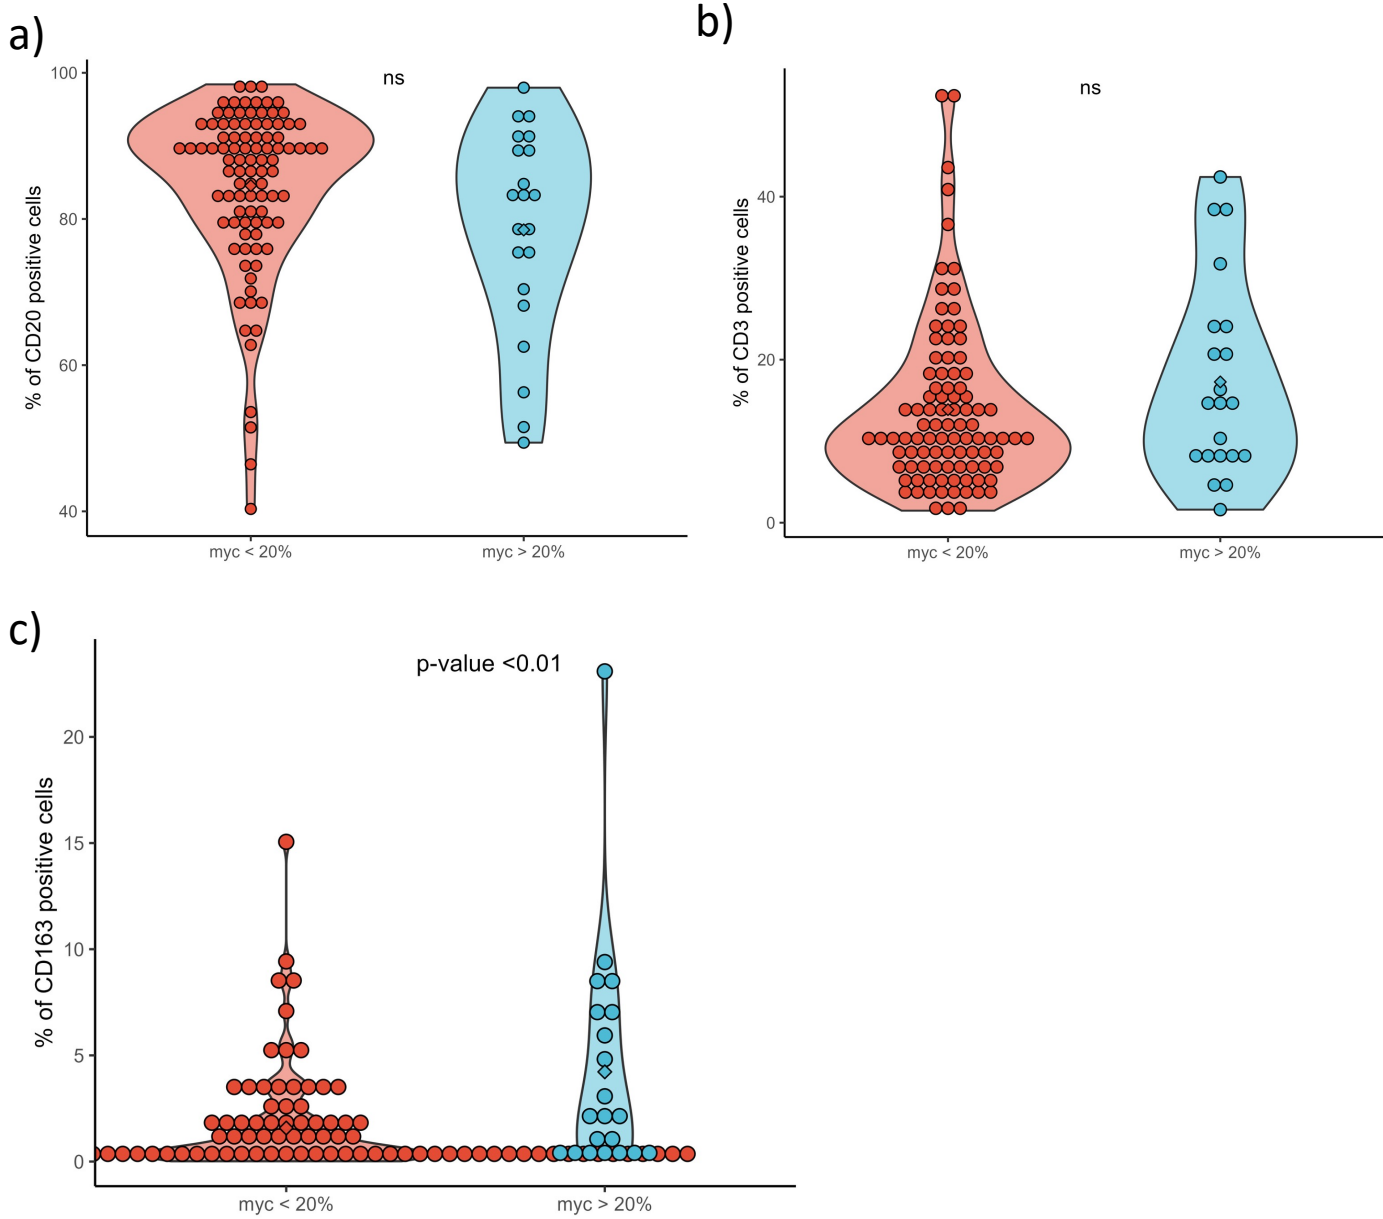 a)
ns
% of CD20 positive cells
100
80
60
40
myc < 20%
myc > 20%
b)
ns
% of CD3 positive cells
40
20
0
myc < 20%
myc > 20%
c)
p-value <0.01
% of CD163 positive cells
20
15
10
5
0
myc < 20%
myc > 20%